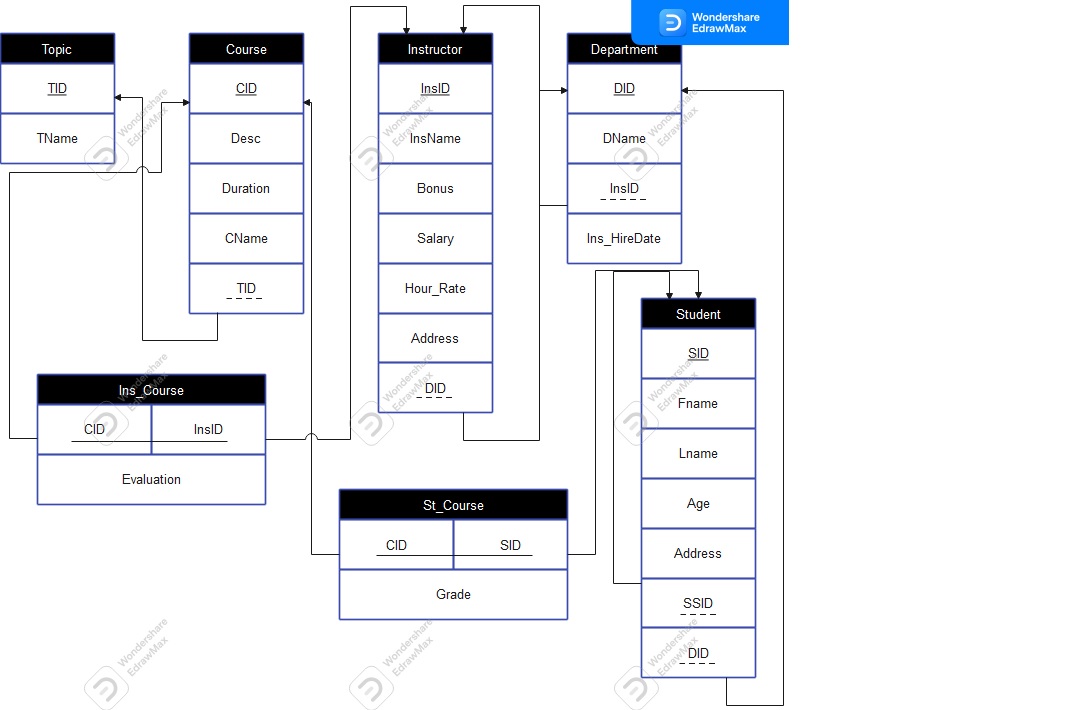 Wondershare
EdrawMax
Topic
TID
TName
Course
CID
Desc
Duration
CName
TID
Instructor
InsID
InsName
Bonus
Salary
Hour_Rate
Address
DID
Department
DID
DName
InsID
Ins_HireDate
Ins_Course
CID InsID
Evaluation
St_Course
CID SID
Grade
Student
SID
Fname
Lname
Age
Address
SSID
DID
Wondershare
EdrawMax
Wondershare
EdrawMax
Wondershare
EdrawMax
Wondershare
EdrawMax
Wondershare
EdrawMax
Wondershare
EdrawMax
Wondershare
EdrawMax
Wondershare
EdrawMax
Wondershare
EdrawMax